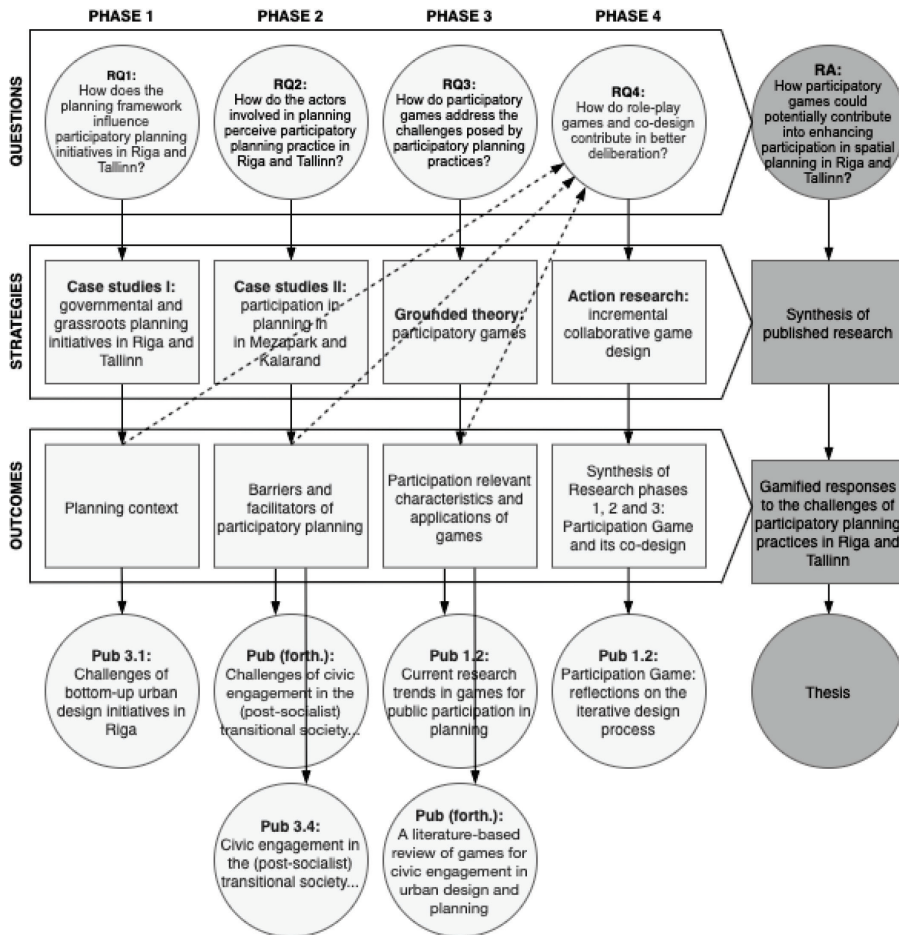 PHASE 1
PHASE 2
PHASE 3
PHASE 4
QUESTIONS
RQ1:
How does the
planning framework
influence
participatory planning
initiatives in Riga and
Tallinn?
RQ2:
How do the actors
involved in planning
perceive participatory
planning practice in
Riga and Tallinn?
RQ3:
How do participatory
games address the
challenges posed by
participatory planning
practices?
RQ4:
How do role-play
games and co-design
contribute in better
deliberation?
RA:
How participatory
games could
potentially contribute
into enhancing
participation in spatial
planning in Riga and
Tallinn?
STRATEGIES
Case studies I:
governmental and
grassroots planning
initiatives in Riga and
Tallinn
Case studies II:
participation in
planning in
in Mezapark and
Kalarand
Grounded theory:
participatory games
Action research:
incremental
collaborative game
design
Synthesis of
published research
OUTCOMES
Planning context
Barriers and
facilitators of
participatory planning
Participation relevant
characteristics and
applications of
games
Synthesis of
Research phases
1, 2 and 3:
Participation Game
and its co-design
Gamified responses
to the challenges of
participatory planning
practices in Riga and
Tallinn
Pub 3.1:
Challenges of
bottom-up urban
design initiatives in
Riga
Pub (forth.):
Challenges of civic
engagement in the
(post-socialist)
transitional society...
Pub 1.2:
Current research
trends in games for
public participation in
planning
Pub 1.2:
Participation Game:
reflections on the
iterative design
process
Thesis
Pub 3.4:
Civic engagement in
the (post-socialist)
transitional society...
Pub (forth.):
A literature-based
review of games for
civic engagement in
urban design and
planning